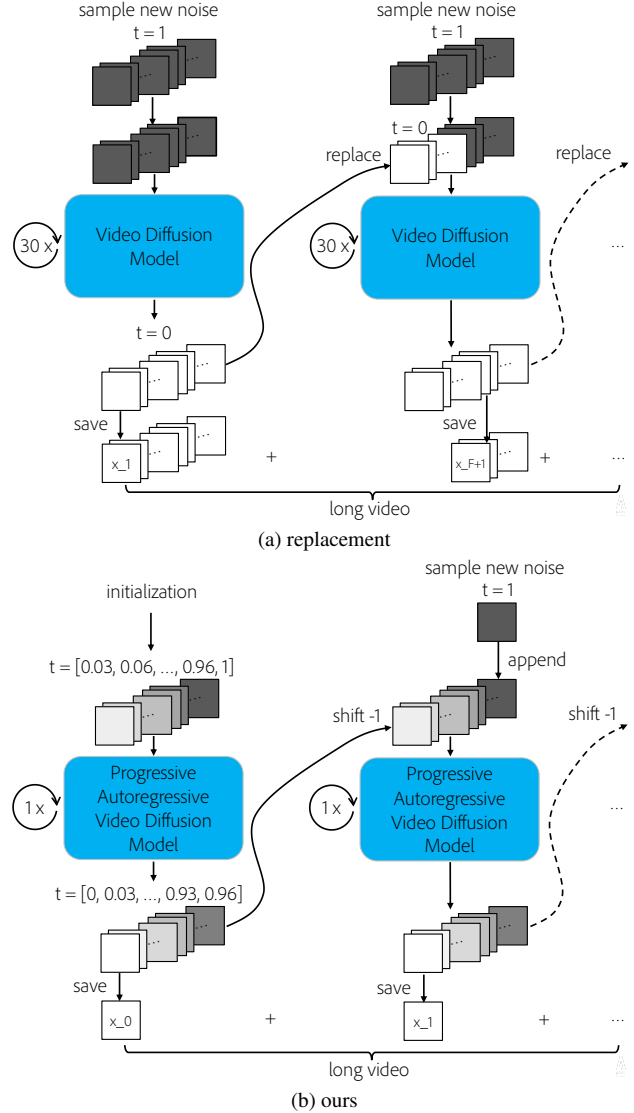 sample new noise
t = 1
sample new noise
t = 1
t = 0
replace
replace
30 x
Video Diffusion
Model
30 x
Video Diffusion
Model
...
t = 0
save
save
x_1
+
x_F+1
+
...
long video
(a) replacement
initialization
sample new noise
t = 1
append
t = [0.03, 0.06, ..., 0.96, 1]
shift -1
shift -1
1 x
Progressive
Autoregressive
Video Diffusion
Model
1 x
Progressive
Autoregressive
Video Diffusion
Model
...
t = [0, 0.03, ..., 0.93, 0.96]
save
save
x_0
+
x_1
+
...
long video
(b) ours